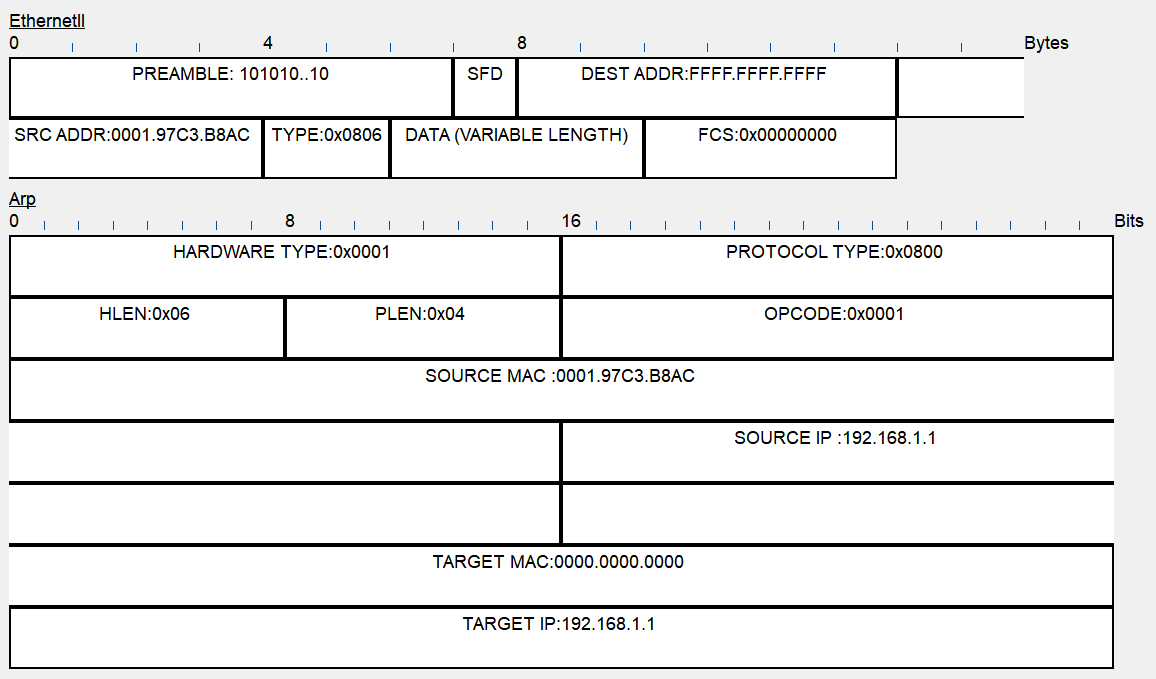 EthernetII
0 4 8 Bytes
PREAMBLE: 101010..10 SFD DEST ADDR:FFFF.FFFF.FFFF
SRC ADDR:0001.97C3.B8AC TYPE:0x0806 DATA (VARIABLE LENGTH) FCS:0x00000000
Arp
0 8 16 Bits
HARDWARE TYPE:0x0001 PROTOCOL TYPE:0x0800
HLEN:0x06 PLEN:0x04 OPCODE:0x0001
SOURCE MAC :0001.97C3.B8AC
SOURCE IP :192.168.1.1
TARGET MAC:0000.0000.0000
TARGET IP:192.168.1.1